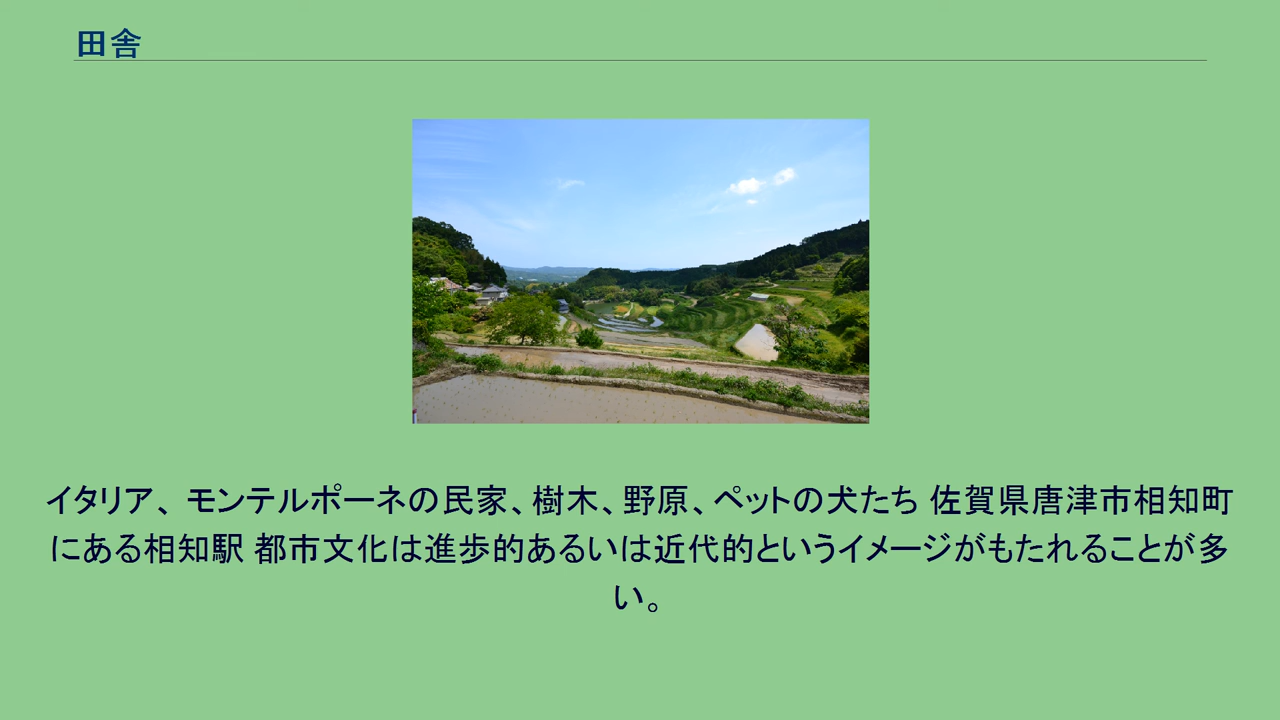 田舎
イタリア、モンテルポーネの民家、樹木、野原、ペットの犬たち 佐賀県唐津市相知町
にある相知駅 都市文化は進歩的あるいは近代的というイメージがもたれることが多
い。